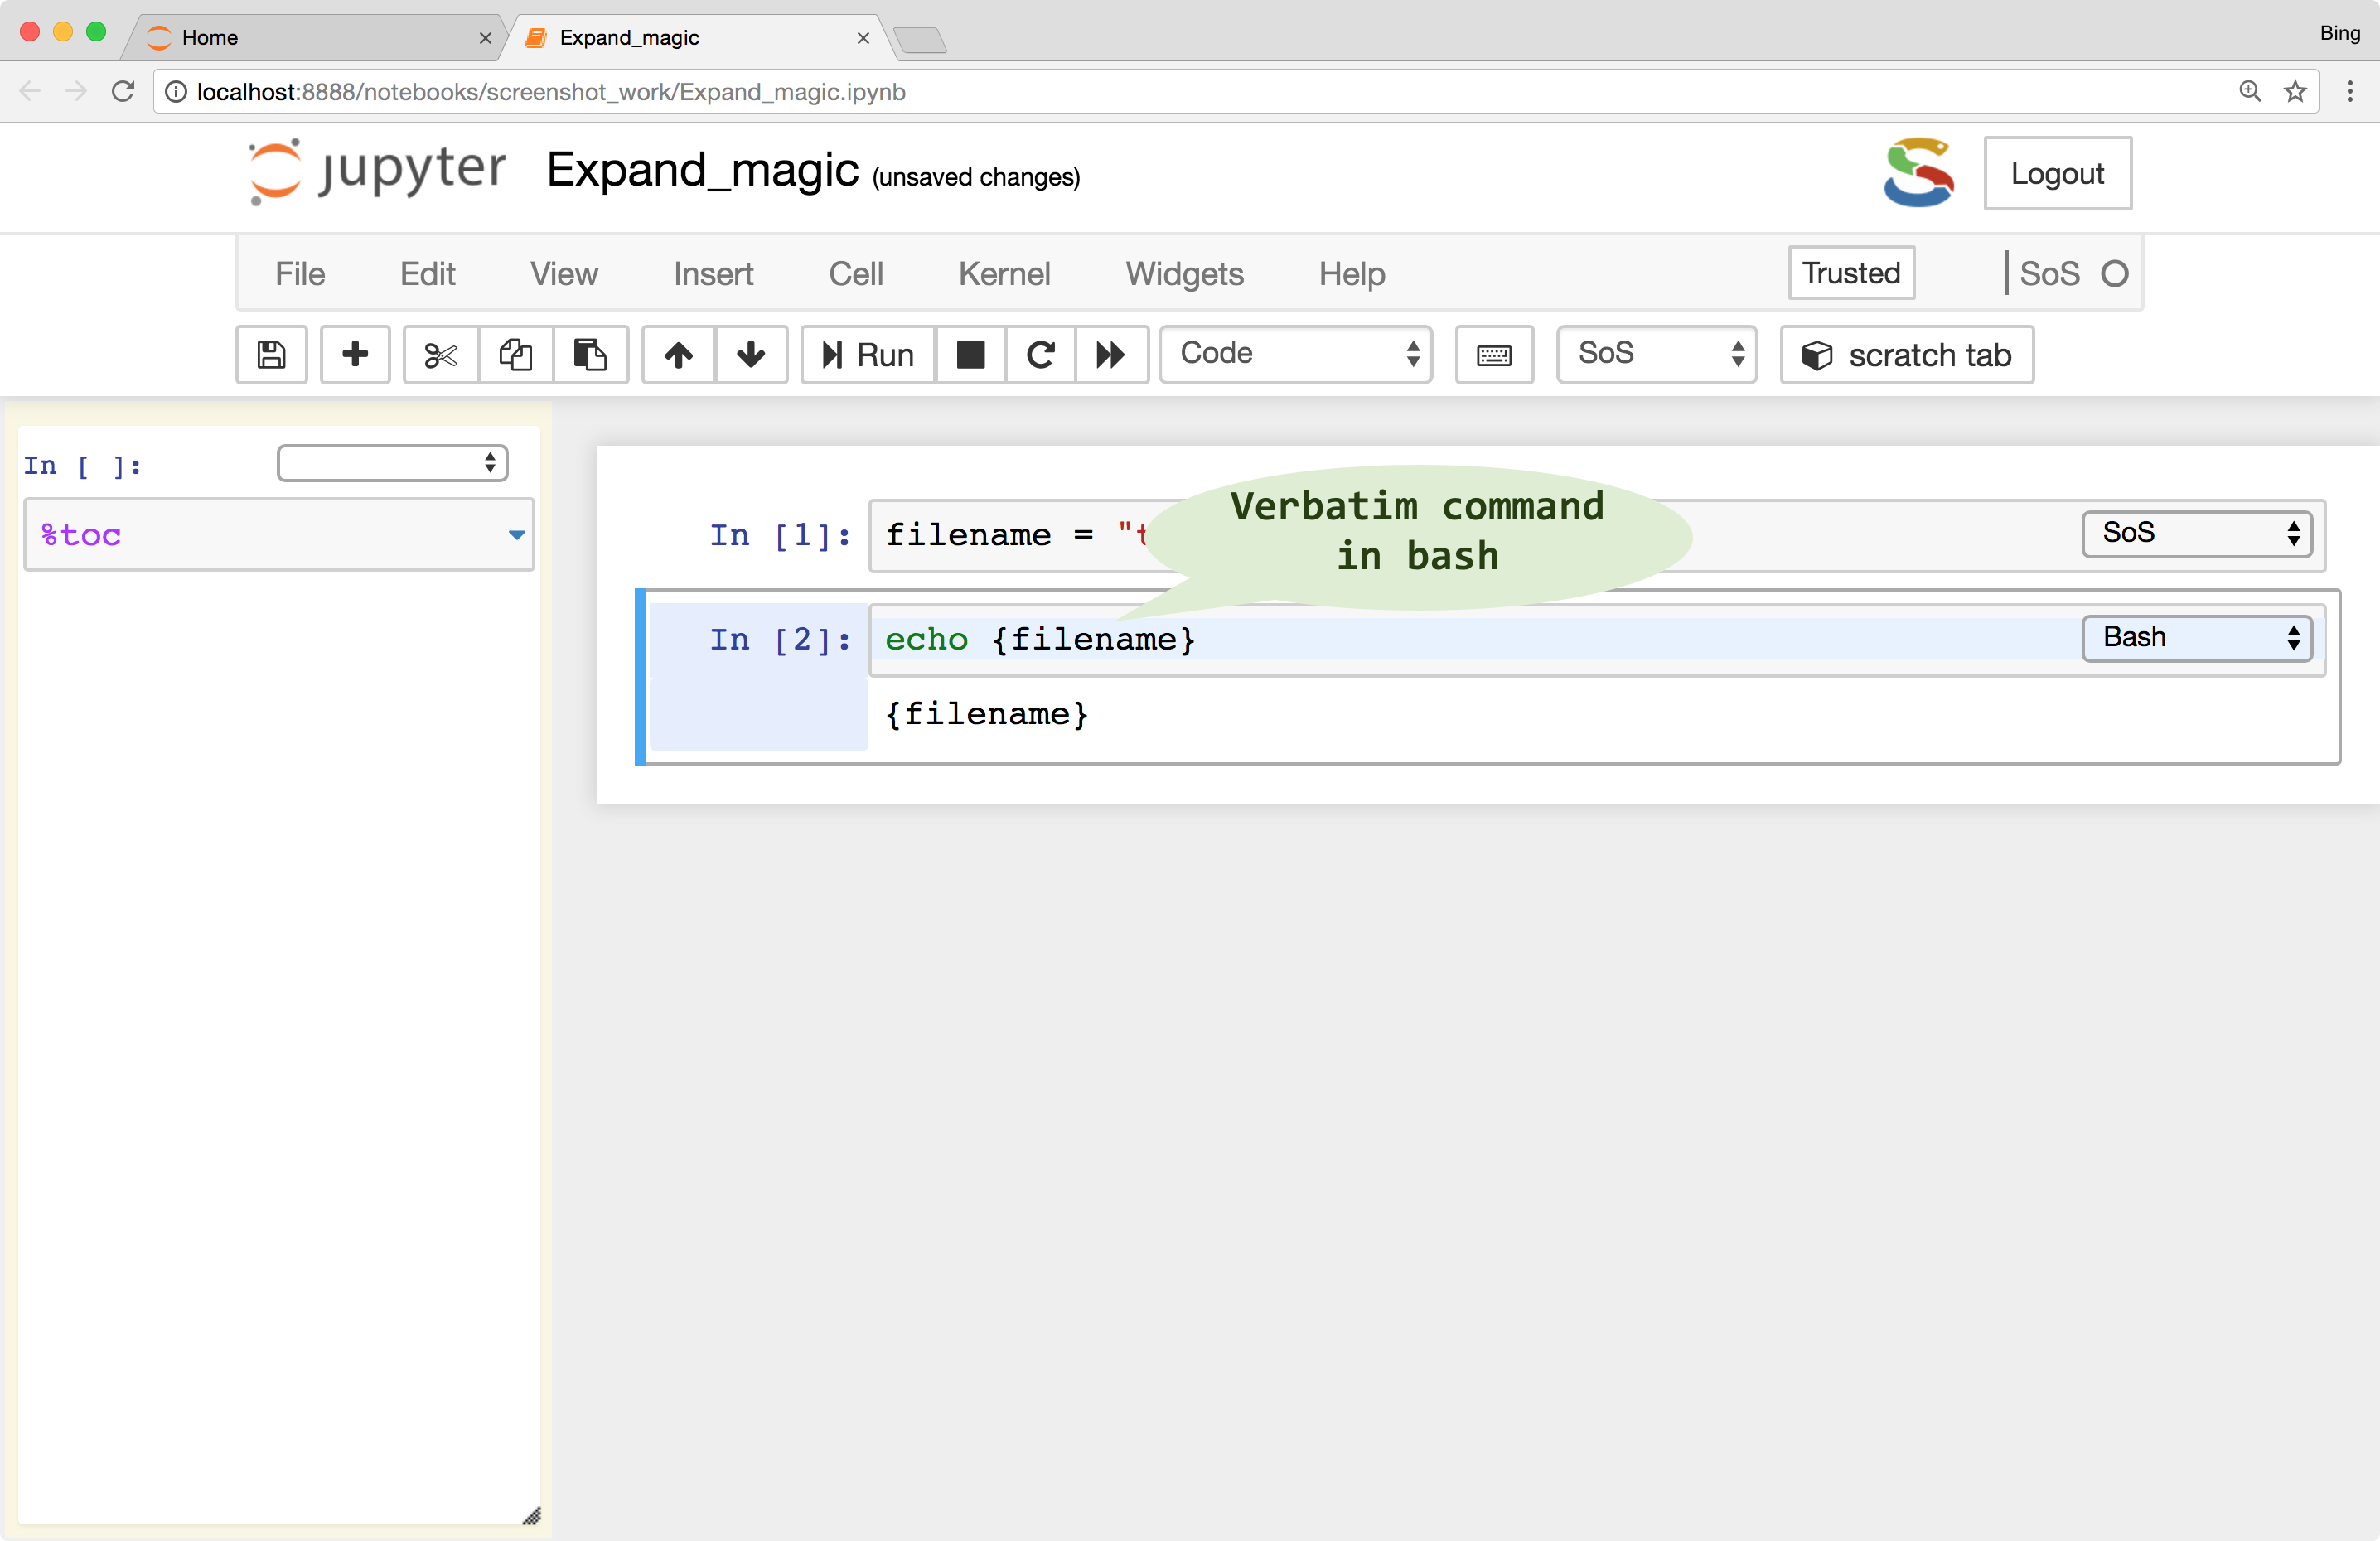 Home
Expand_magic
Bing
localhost:8888/notebooks/screenshot_work/Expand_magic.ipynb
jupyter Expand_magic (unsaved changes)
Logout
File Edit View Insert Cell Kernel Widgets Help Trusted SoS
Run Code SoS scratch tab
In [ ]:
%toc
Verbatim command
in bash
In [1]: filename = " SoS
In [2]: echo {filename} Bash
{filename}